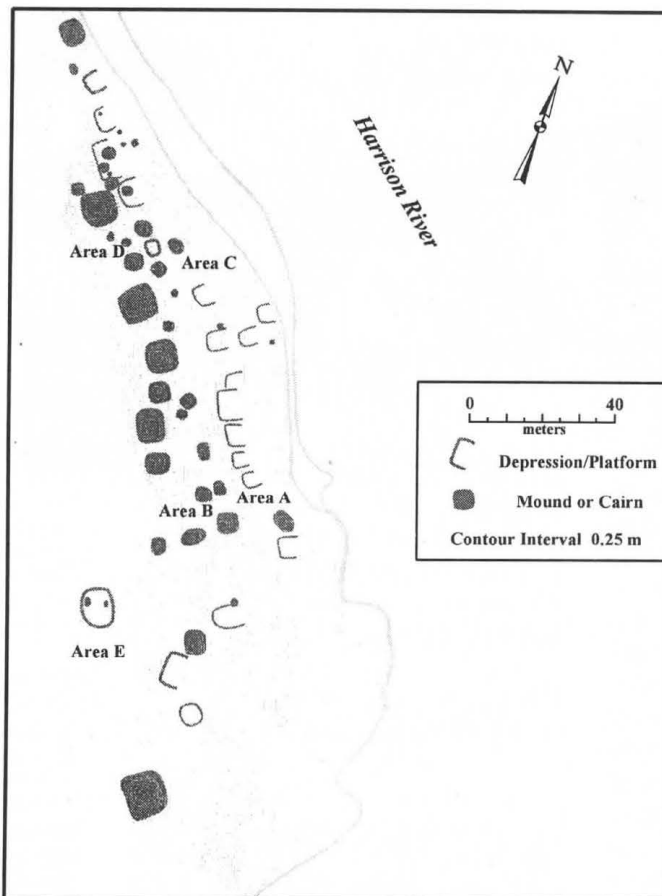 N
Harrison River
Area D
Area C
0 40
meters
Depression/Platform
Mound or Cairn
Contour Interval 0.25 m
Area A
Area B
Area E